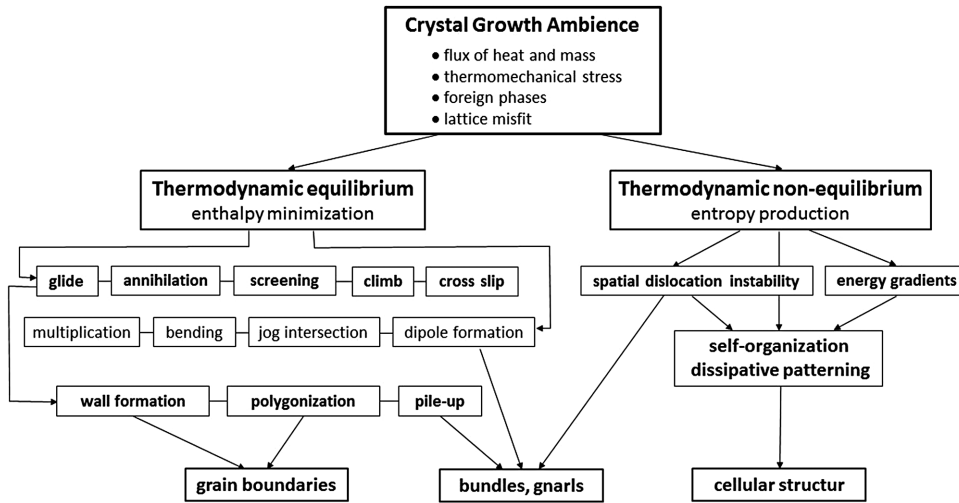 Crystal Growth Ambience
● flux of heat and mass
● thermomechanical stress
● foreign phases
● lattice misfit
Thermodynamic equilibrium
enthalpy minimization
Thermodynamic non-equilibrium
entropy production
glide
annihilation
screening
climb
cross slip
spatial dislocation instability
energy gradients
multiplication
bending
jog intersection
dipole formation
self-organization
dissipative patterning
wall formation
polygonization
pile-up
grain boundaries
bundles, gnarls
cellular structur